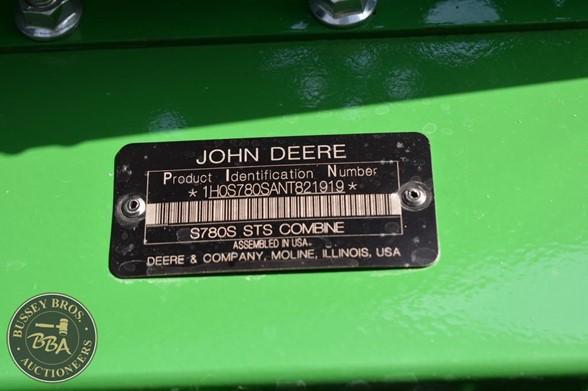 JOHN DEERE
Product Identification Number
*1H0S780SANT821919*
S780S STS COMBINE
ASSEMBLED IN USA.
DEERE & COMPANY, MOLINE, ILLINOIS, USA
BUSSEY BROS.
BBA
AUCTIONEERS